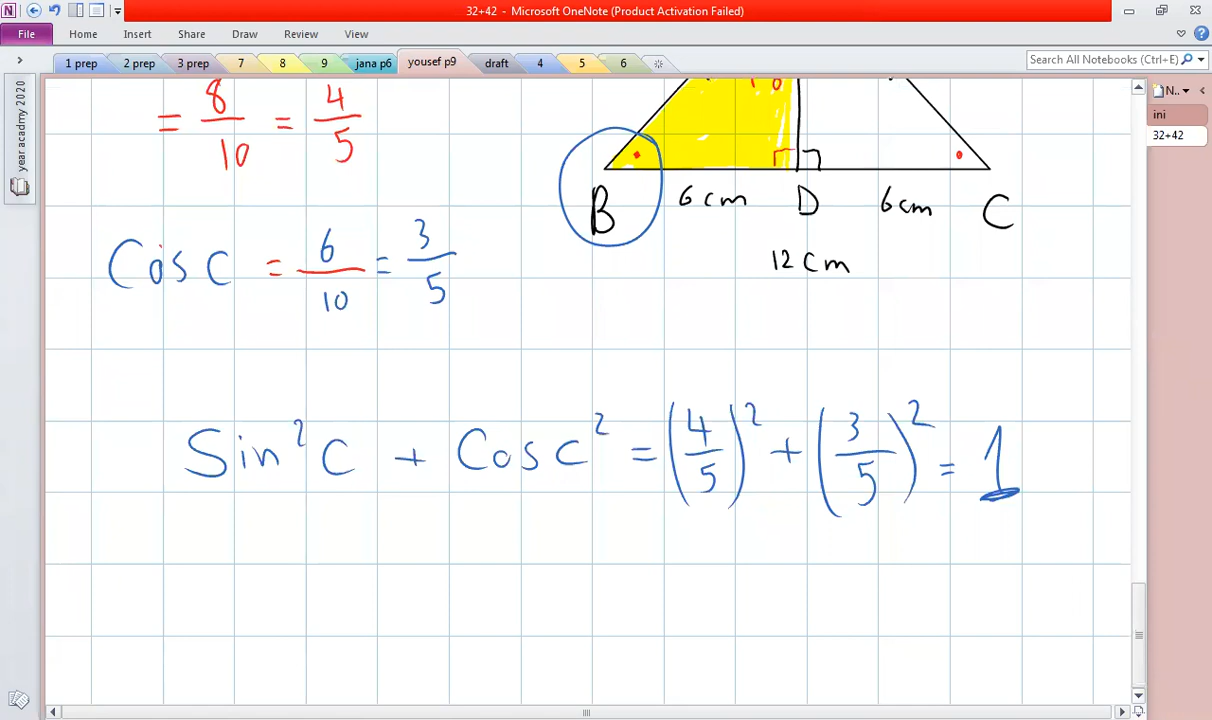 32+42 - Microsoft OneNote (Product Activation Failed)
File Home Insert Share Draw Review View
1 prep 2 prep 3 prep 7 8 9 jana p6 yousef p9 draft 4 5 6
Search All Notebooks (Ctrl+E)
year acadmy 2020
N..
ini
32+42
= 8/10 = 4/5
10
B 6 cm D 6 cm C
12 cm
Cos C = 6/10 = 3/5
Sin² C + Cos C² = (4/5)² + (3/5)² = 1